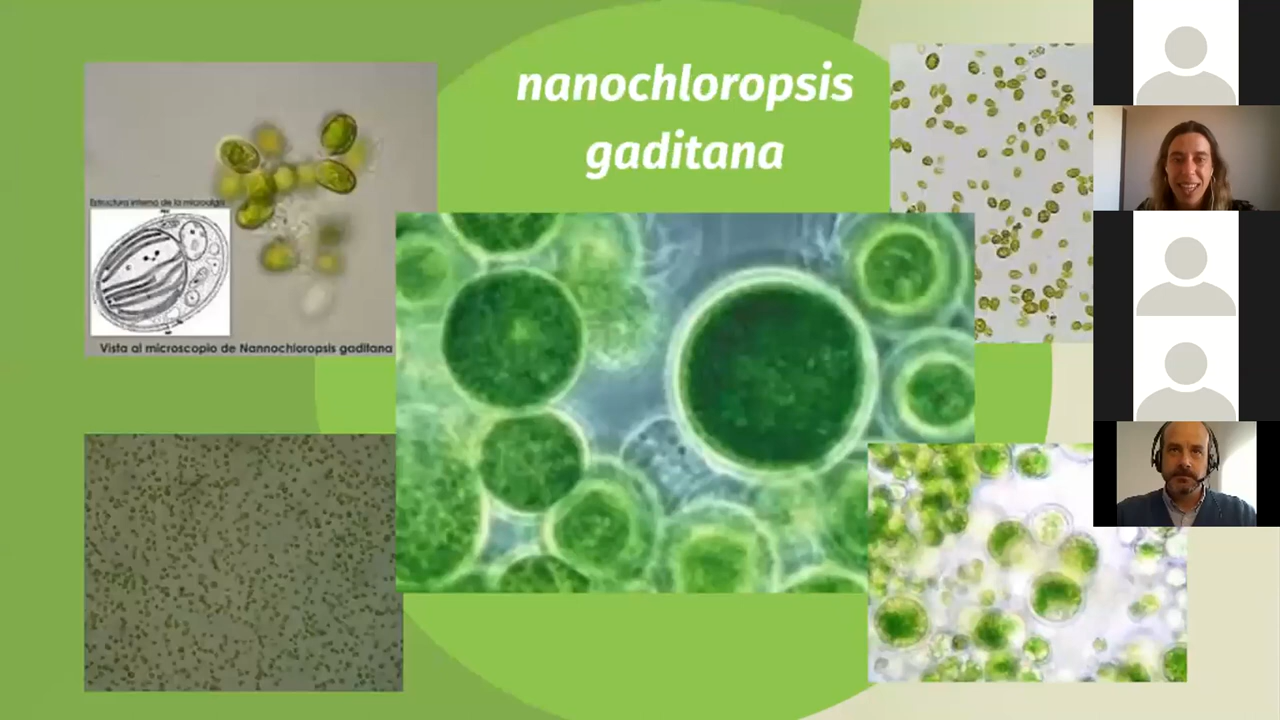 nanochloropsis
gaditana
Estructura interna de la microalga
Vista al microscopio de Nannochloropsis gaditana